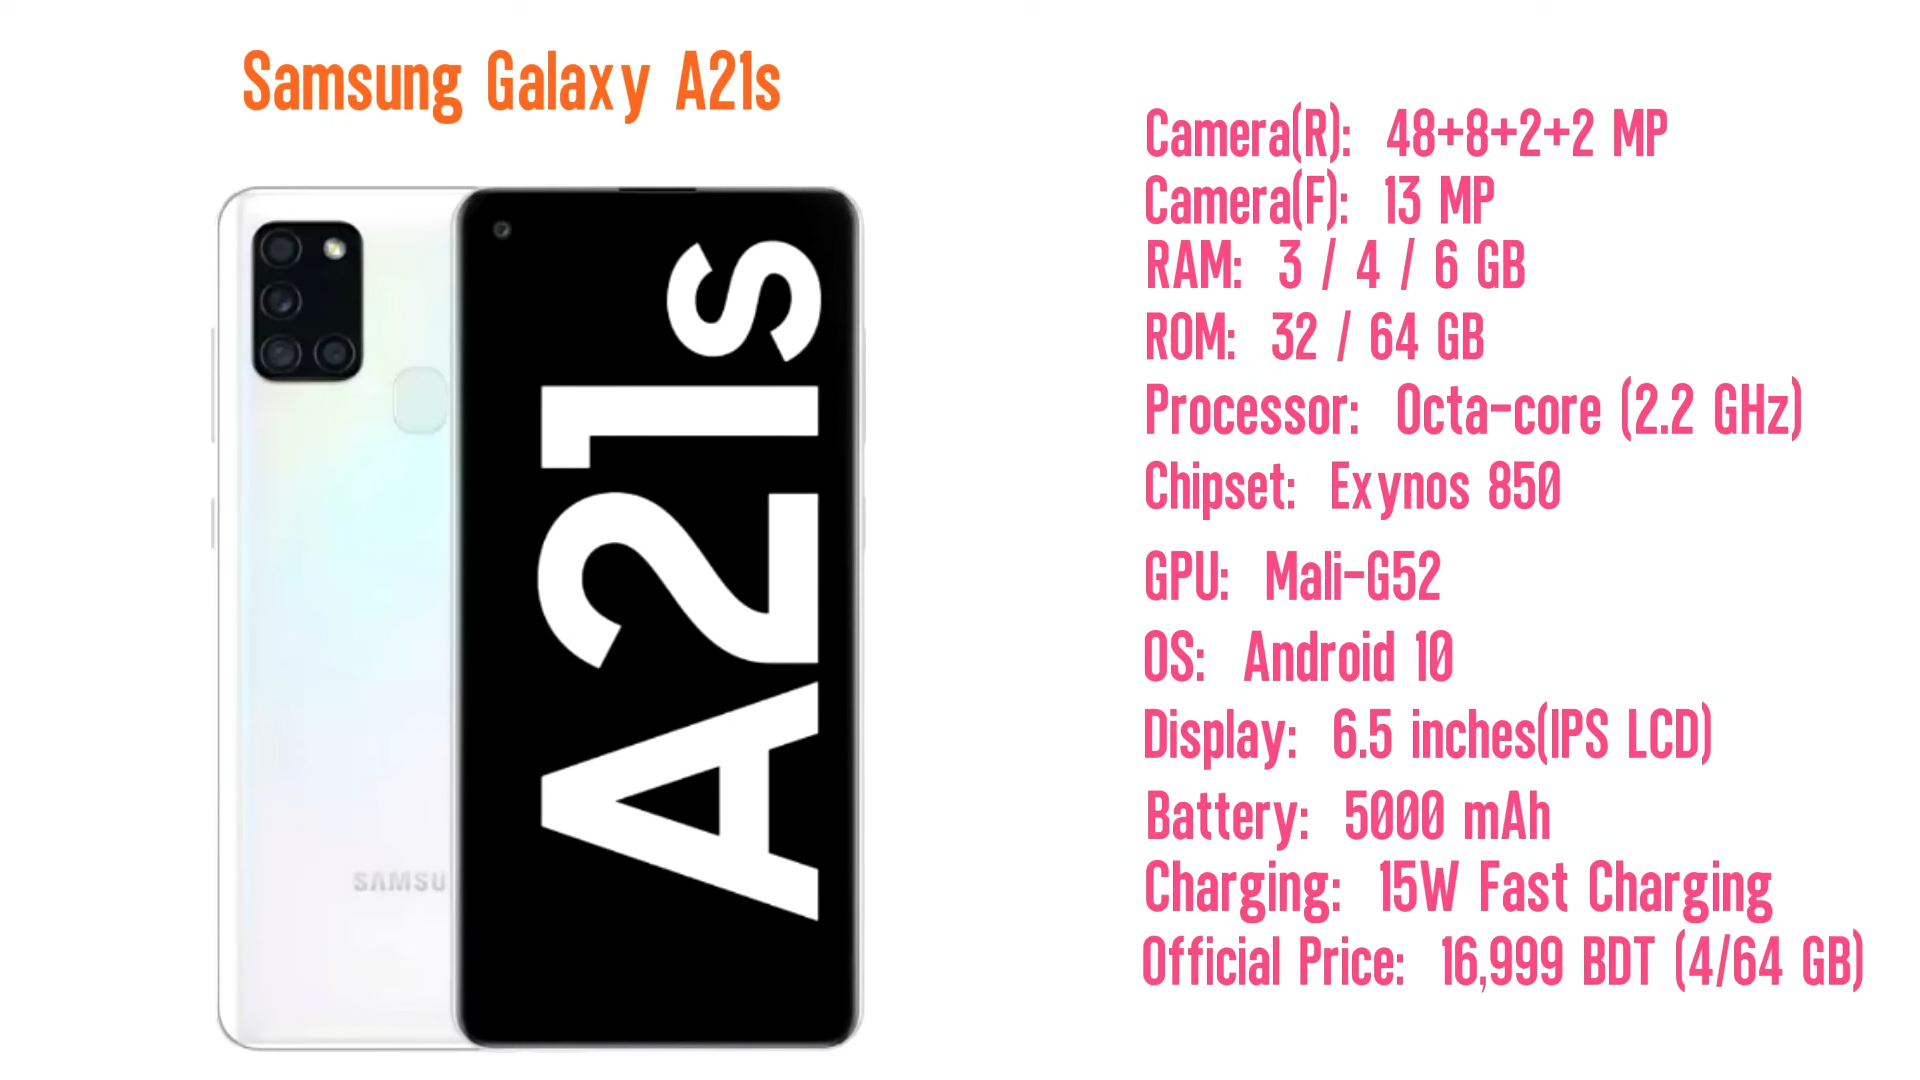 Samsung Galaxy A21s
Camera(R): 48+8+2+2 MP
Camera(F): 13 MP
RAM: 3 / 4 / 6 GB
ROM: 32 / 64 GB
Processor: Octa-core (2.2 GHz)
Chipset: Exynos 850
GPU: Mali-G52
OS: Android 10
Display: 6.5 inches(IPS LCD)
Battery: 5000 mAh
Charging: 15W Fast Charging
Official Price: 16,999 BDT (4/64 GB)
A21s
SAMSU